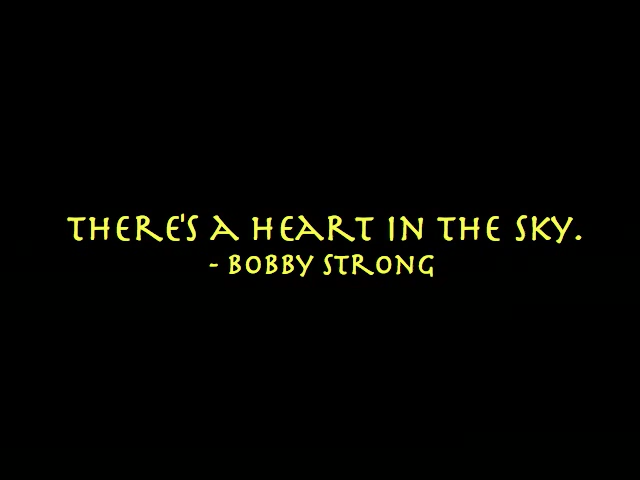 THERE'S A HEART IN THE SKY.
- BOBBY STRONG